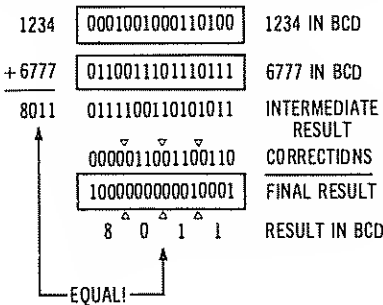 1234 0001001000110100 1234 IN BCD
+6777 0110011101110111 6777 IN BCD
8011 0111100110101011 INTERMEDIATE
RESULT
0000011001100110 CORRECTIONS
1000000000010001 FINAL RESULT
8 0 1 1 RESULT IN BCD
EQUAL!